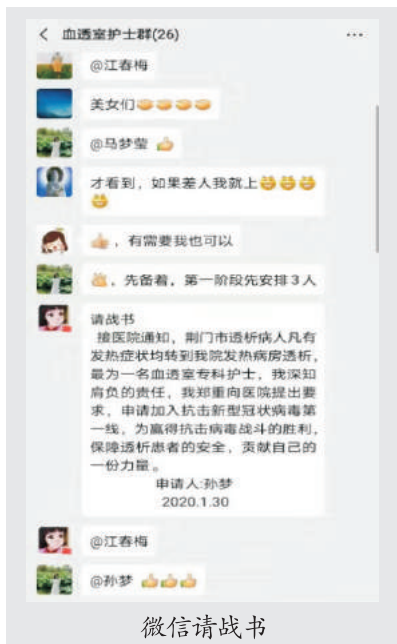 血透室护士群(26)
@江春梅
美女们
@马梦莹
才看到，如果差人我就上
，有需要我也可以
，先备着，第一阶段先安排3人
请战书
接医院通知，荆门市透析病人凡有
发热症状均转到我院发热病房透析，
最为一名血透室专科护士，我深知
肩负的责任，我郑重向医院提出要
求，申请加入抗击新型冠状病毒第
一线，为赢得抗击病毒战斗的胜利，
保障透析患者的安全，贡献自己的
一份力量。
申请人:孙梦
2020.1.30
@江春梅
@孙梦
微信请战书